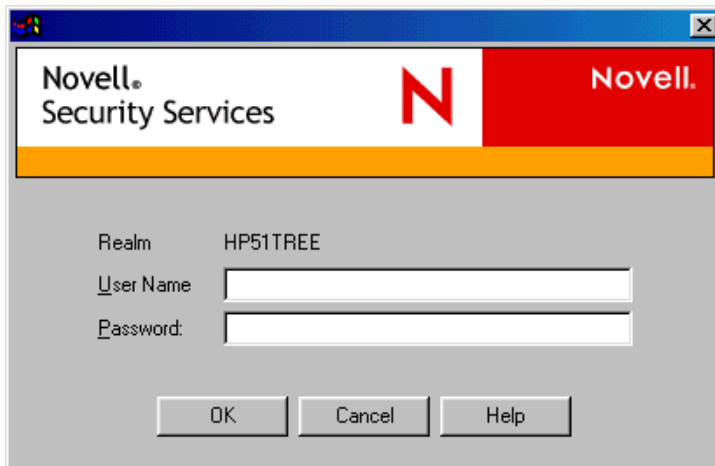 Novell®
Security Services
N
Novell.
Realm HP51TREE
User Name
Password:
OK Cancel Help